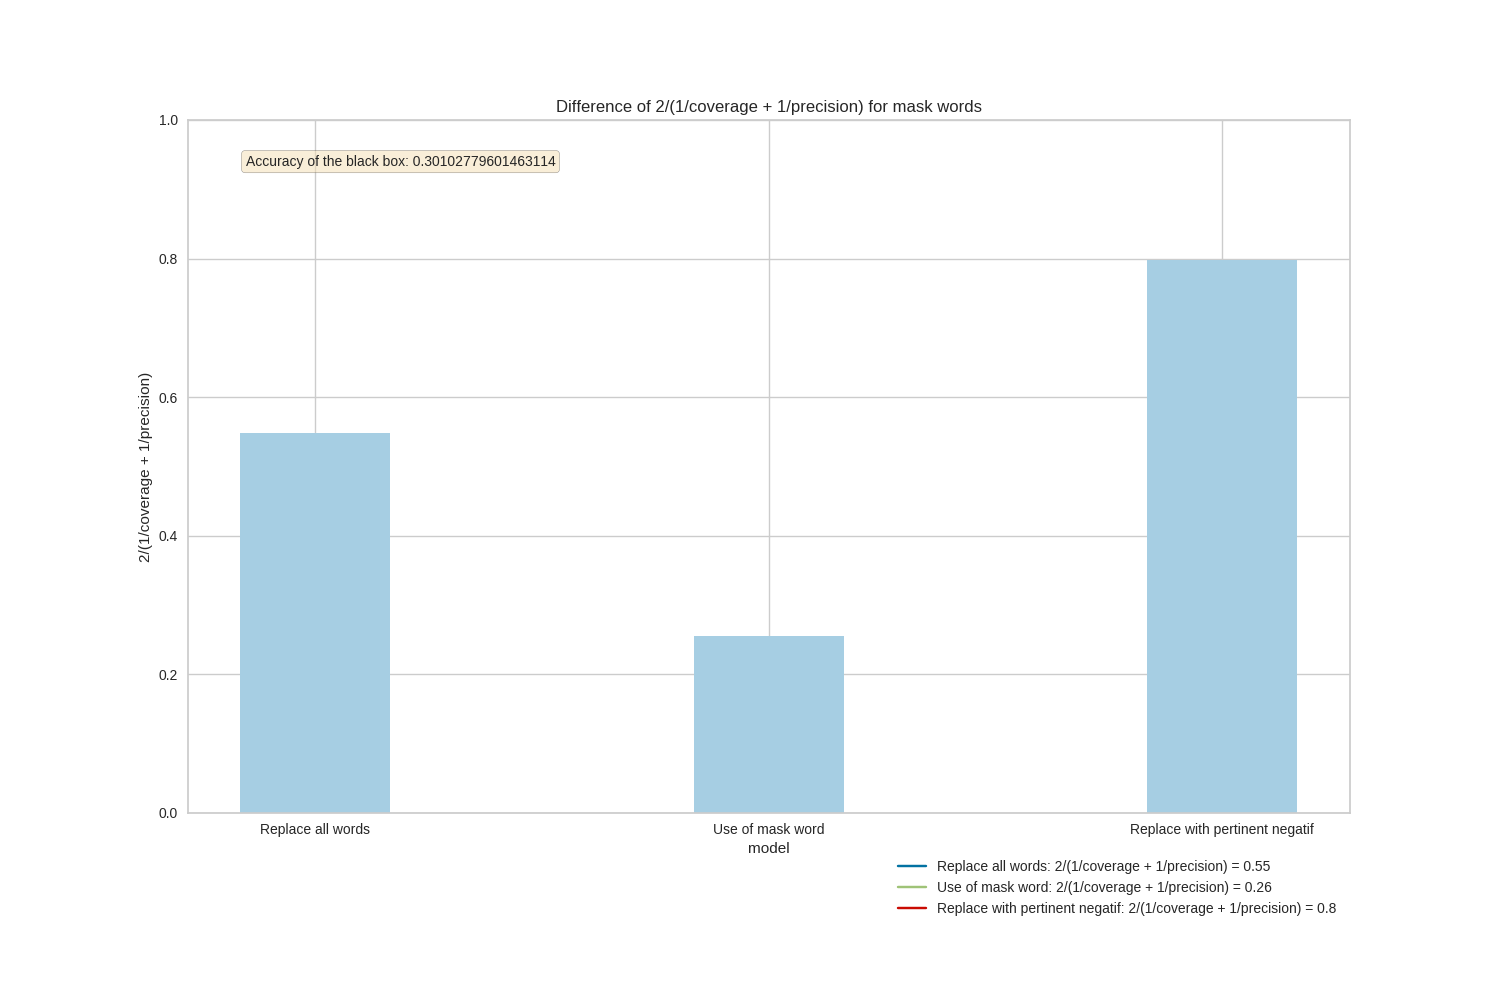 Difference of 2/(1/coverage + 1/precision) for mask words
1.0
Accuracy of the black box: 0.30102779601463114
0.8
0.6
2/(1/coverage + 1/precision)
0.4
0.2
0.0
Replace all words
Use of mask word
Replace with pertinent negatif
model
Replace all words: 2/(1/coverage + 1/precision) = 0.55
Use of mask word: 2/(1/coverage + 1/precision) = 0.26
Replace with pertinent negatif: 2/(1/coverage + 1/precision) = 0.8